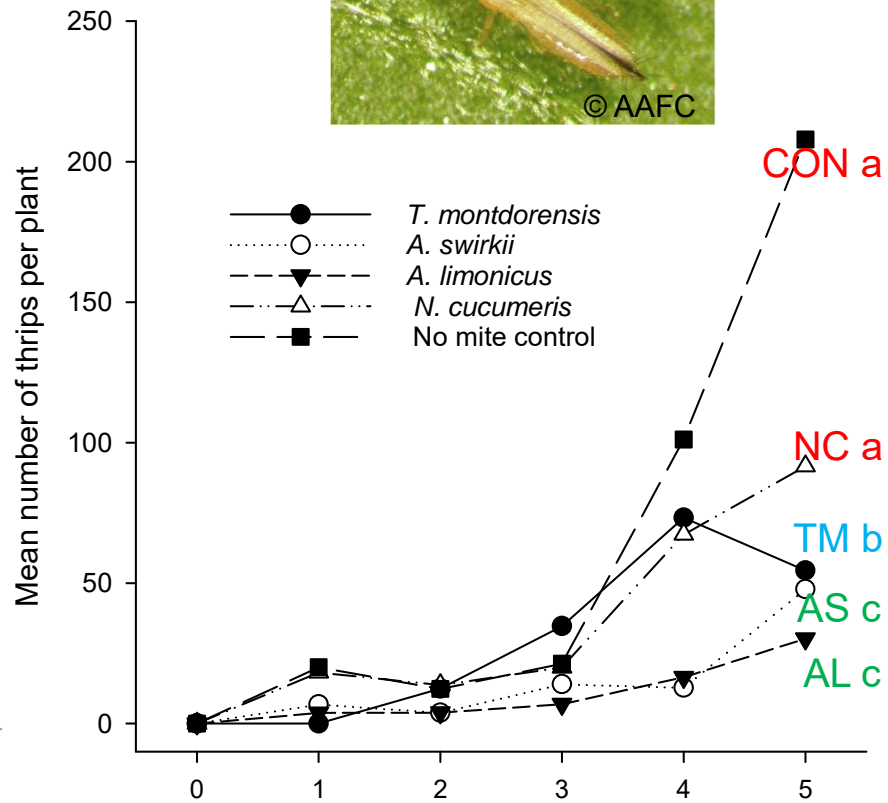 © AAFC
250
200
150
100
50
0
Mean number of thrips per plant
T. montdorensis
A. swirkii
A. limonicus
N. cucumeris
No mite control
CON a
NC a
TM b
AS c
AL c
0 1 2 3 4 5